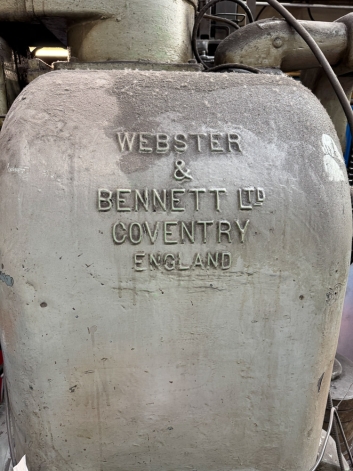 WEBSTER
&
BENNETT LTD
COVENTRY
ENGLAND